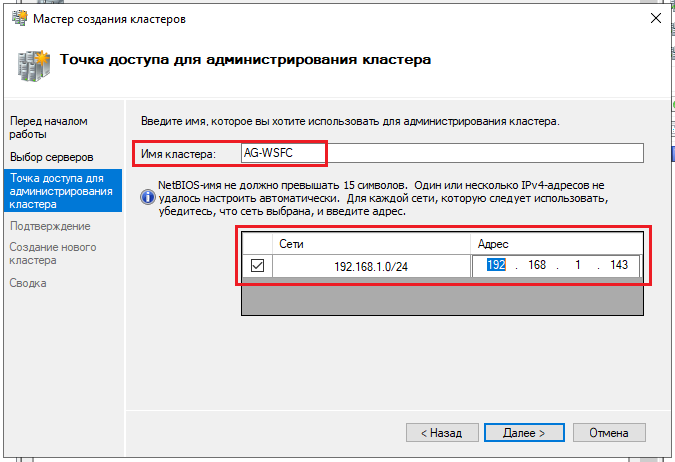 Мастер создания кластеров
Точка доступа для администрирования кластера
Перед началом
работы
Выбор серверов
Точка доступа для
администрирования
кластера
Подтверждение
Создание нового
кластера
Сводка
Введите имя, которое вы хотите использовать для администрирования кластера.
Имя кластера: AG-WSFC
NetBIOS-имя не должно превышать 15 символов. Один или несколько IPv4-адресов не
удалось настроить автоматически. Для каждой сети, которую следует использовать,
убедитесь, что сеть выбрана, и введите адрес.
Сети Адрес
192.168.1.0/24 192 . 168 . 1 . 143
< Назад Далее > Отмена